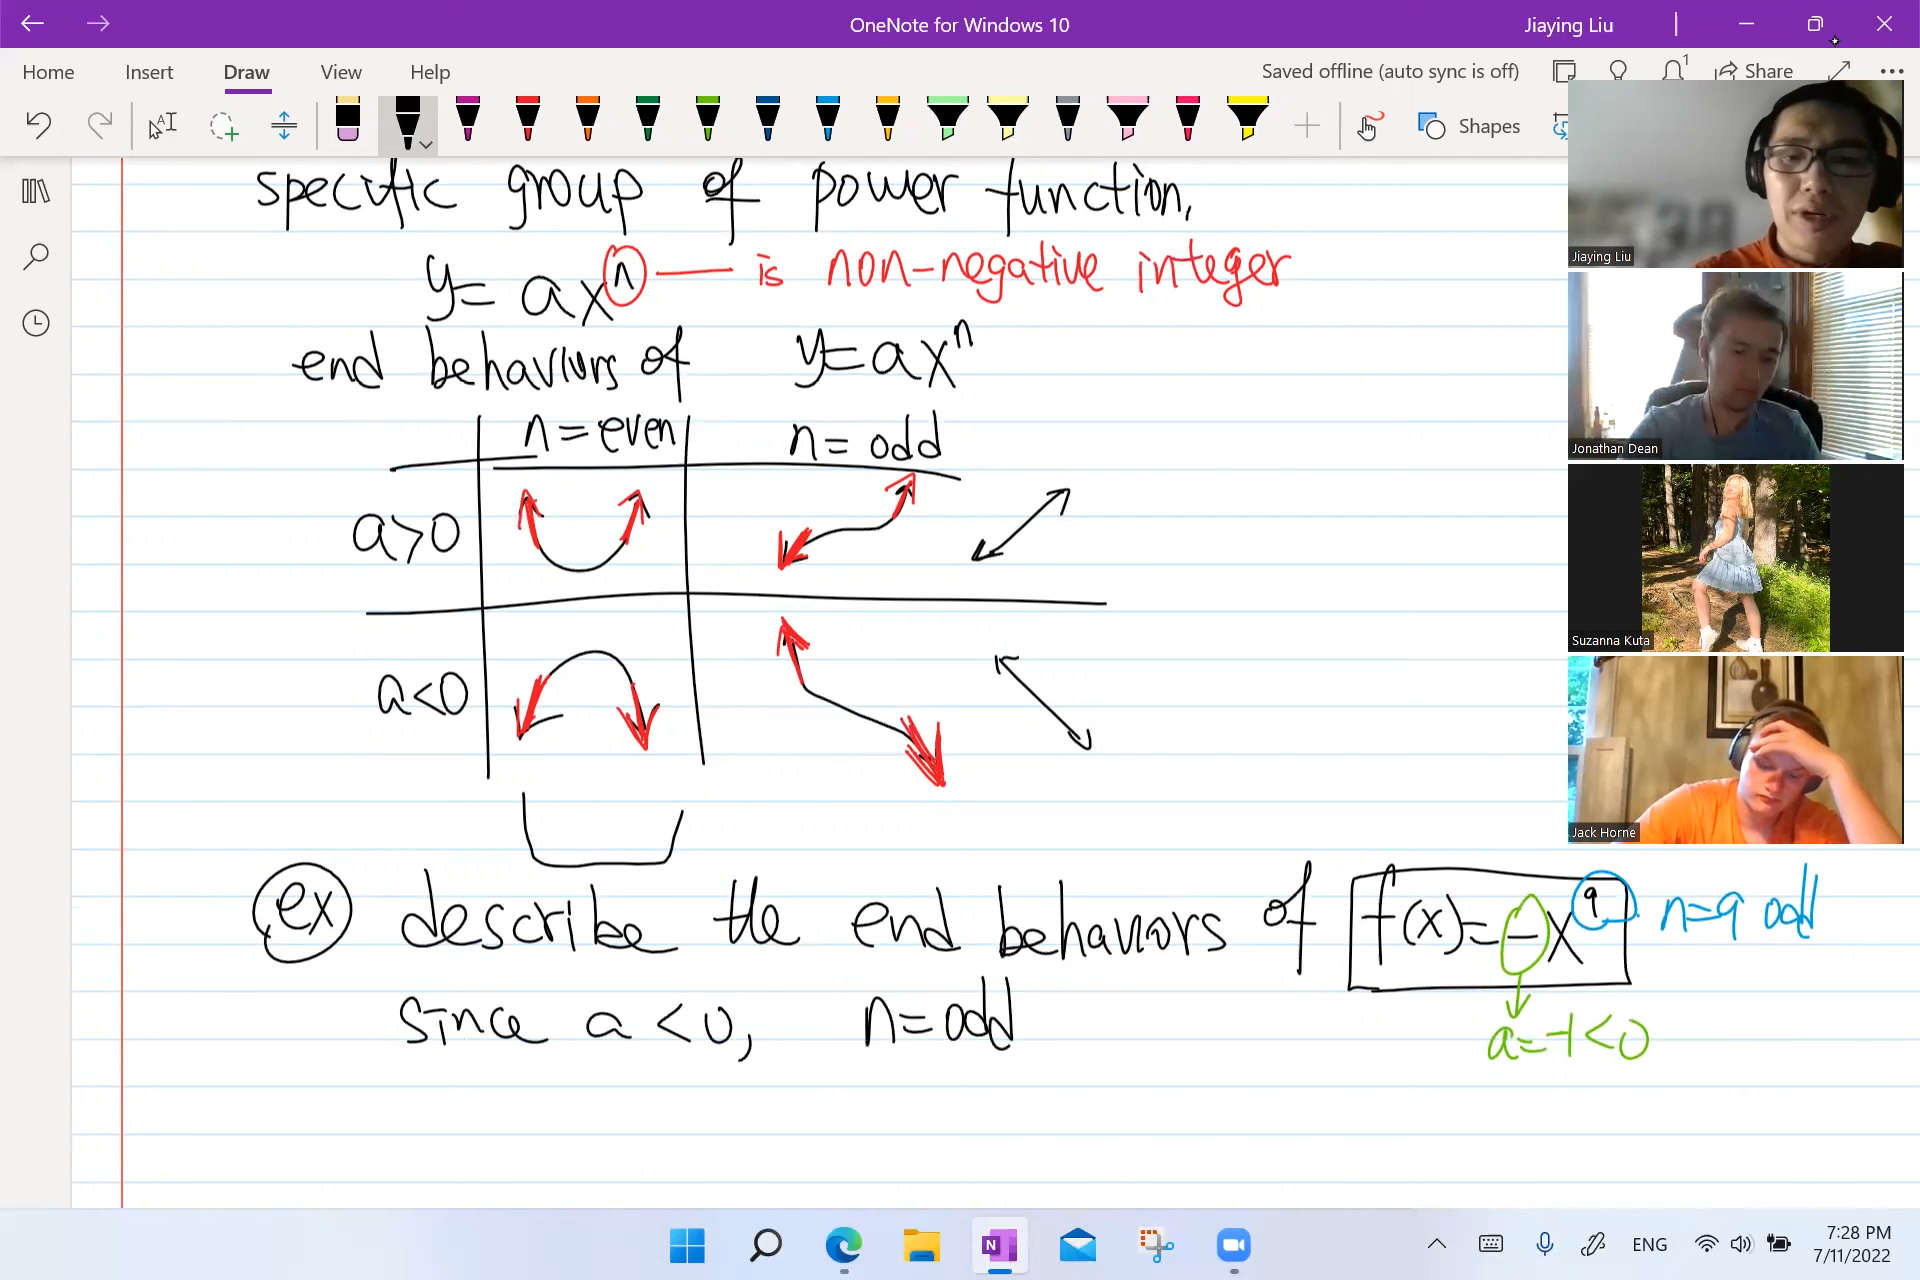 OneNote for Windows 10
Jiaying Liu
Home Insert Draw View Help
Saved offline (auto sync is off)
1
Share
Shapes
specific group of power function,
y = ax^n — is non-negative integer
end behaviors of y = ax^n
n = even n = odd
a>0
a<0
ex describe the end behaviors of f(x) = -x^9 n=9 odd
since a < 0, n = odd
a=-1<0
Jiaying Liu
Jonathan Dean
Suzanna Kuta
Jack Horne
ENG
7:28 PM
7/11/2022